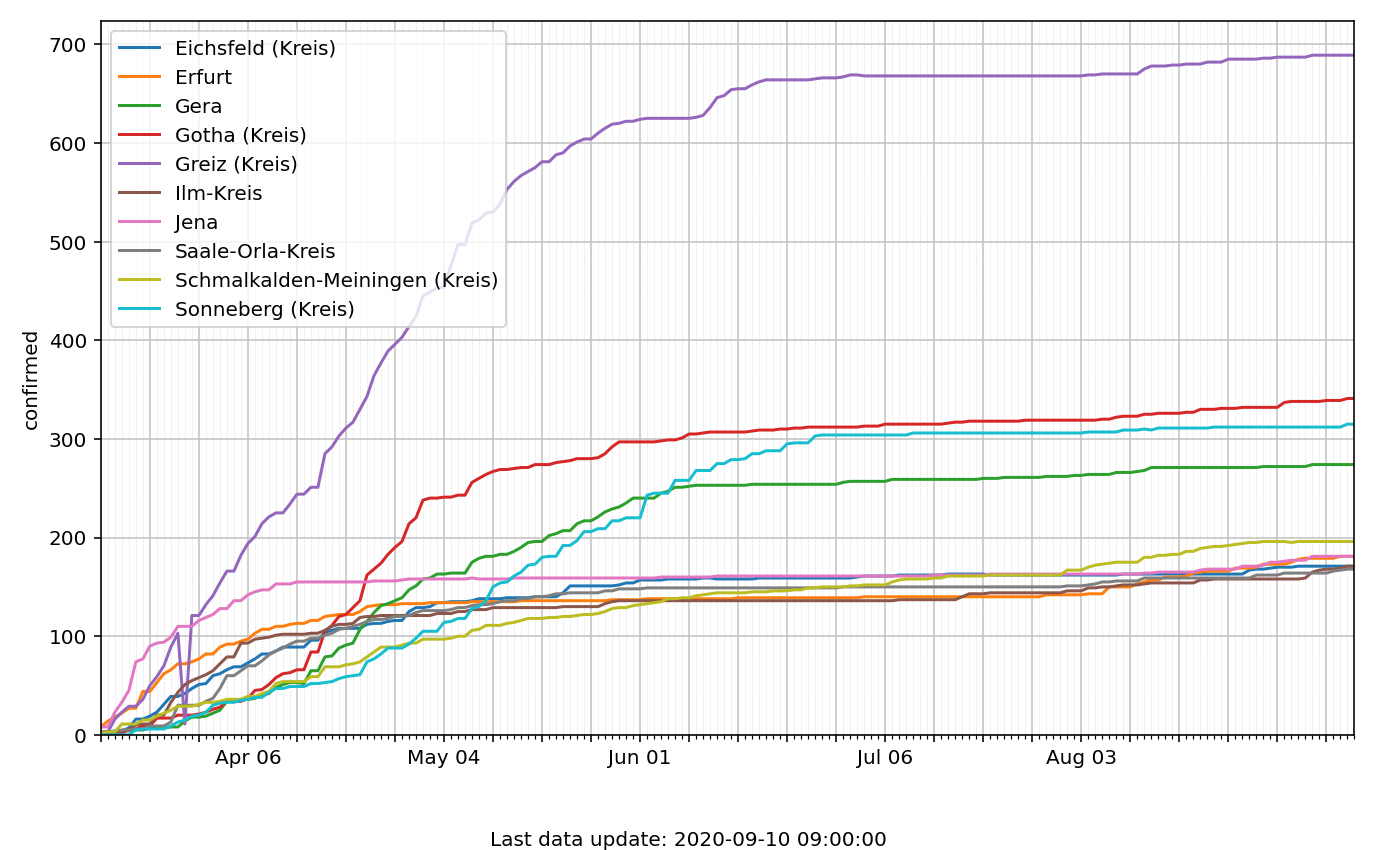 700
600
500
400
300
200
100
0
confirmed
Eichsfeld (Kreis)
Erfurt
Gera
Gotha (Kreis)
Greiz (Kreis)
Ilm-Kreis
Jena
Saale-Orla-Kreis
Schmalkalden-Meiningen (Kreis)
Sonneberg (Kreis)
Apr 06 May 04 Jun 01 Jul 06 Aug 03
Last data update: 2020-09-10 09:00:00